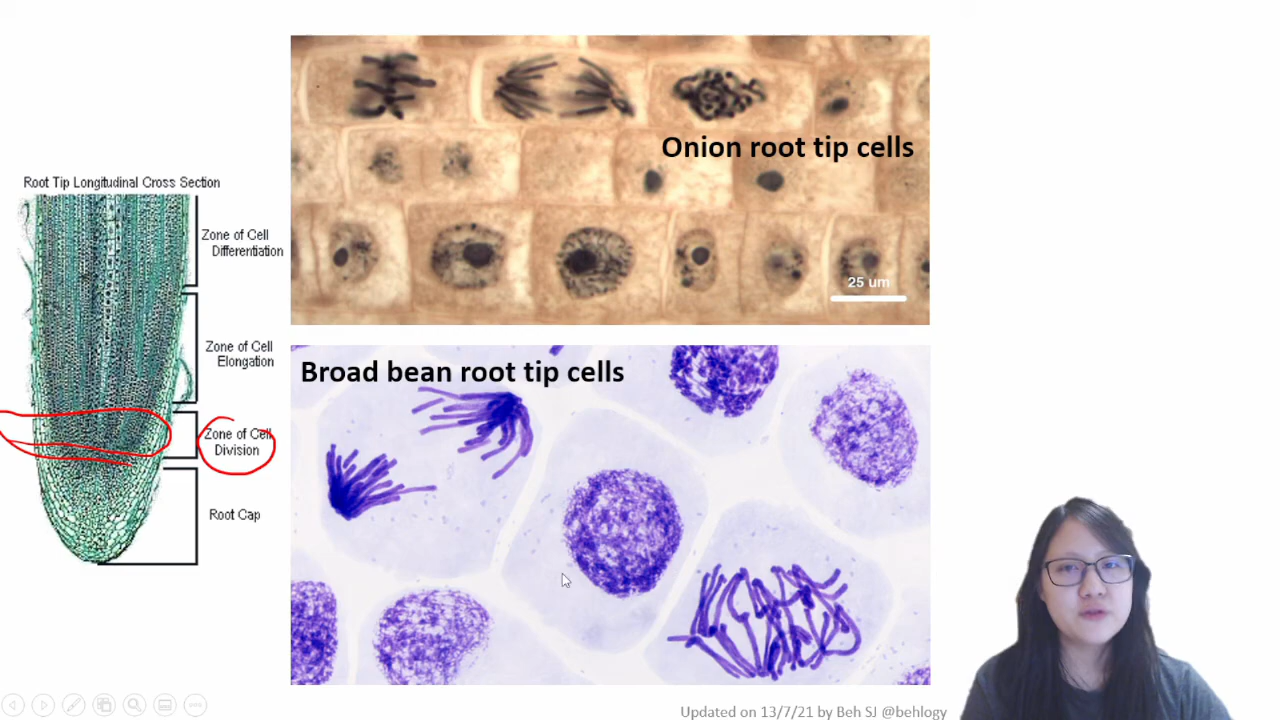 Root Tip Longitudinal Cross Section
Zone of Cell
Differentiation
Zone of Cell
Elongation
Zone of Cell
Division
Root Cap
Onion root tip cells
25 um
Broad bean root tip cells
Updated on 13/7/21 by Beh SJ @behlogy